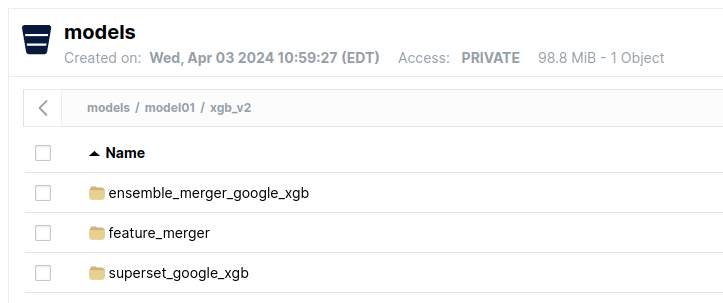 models
Created on: Wed, Apr 03 2024 10:59:27 (EDT) Access: PRIVATE 98.8 MiB - 1 Object
models / model01 / xgb_v2
Name
ensemble_merger_google_xgb
feature_merger
superset_google_xgb